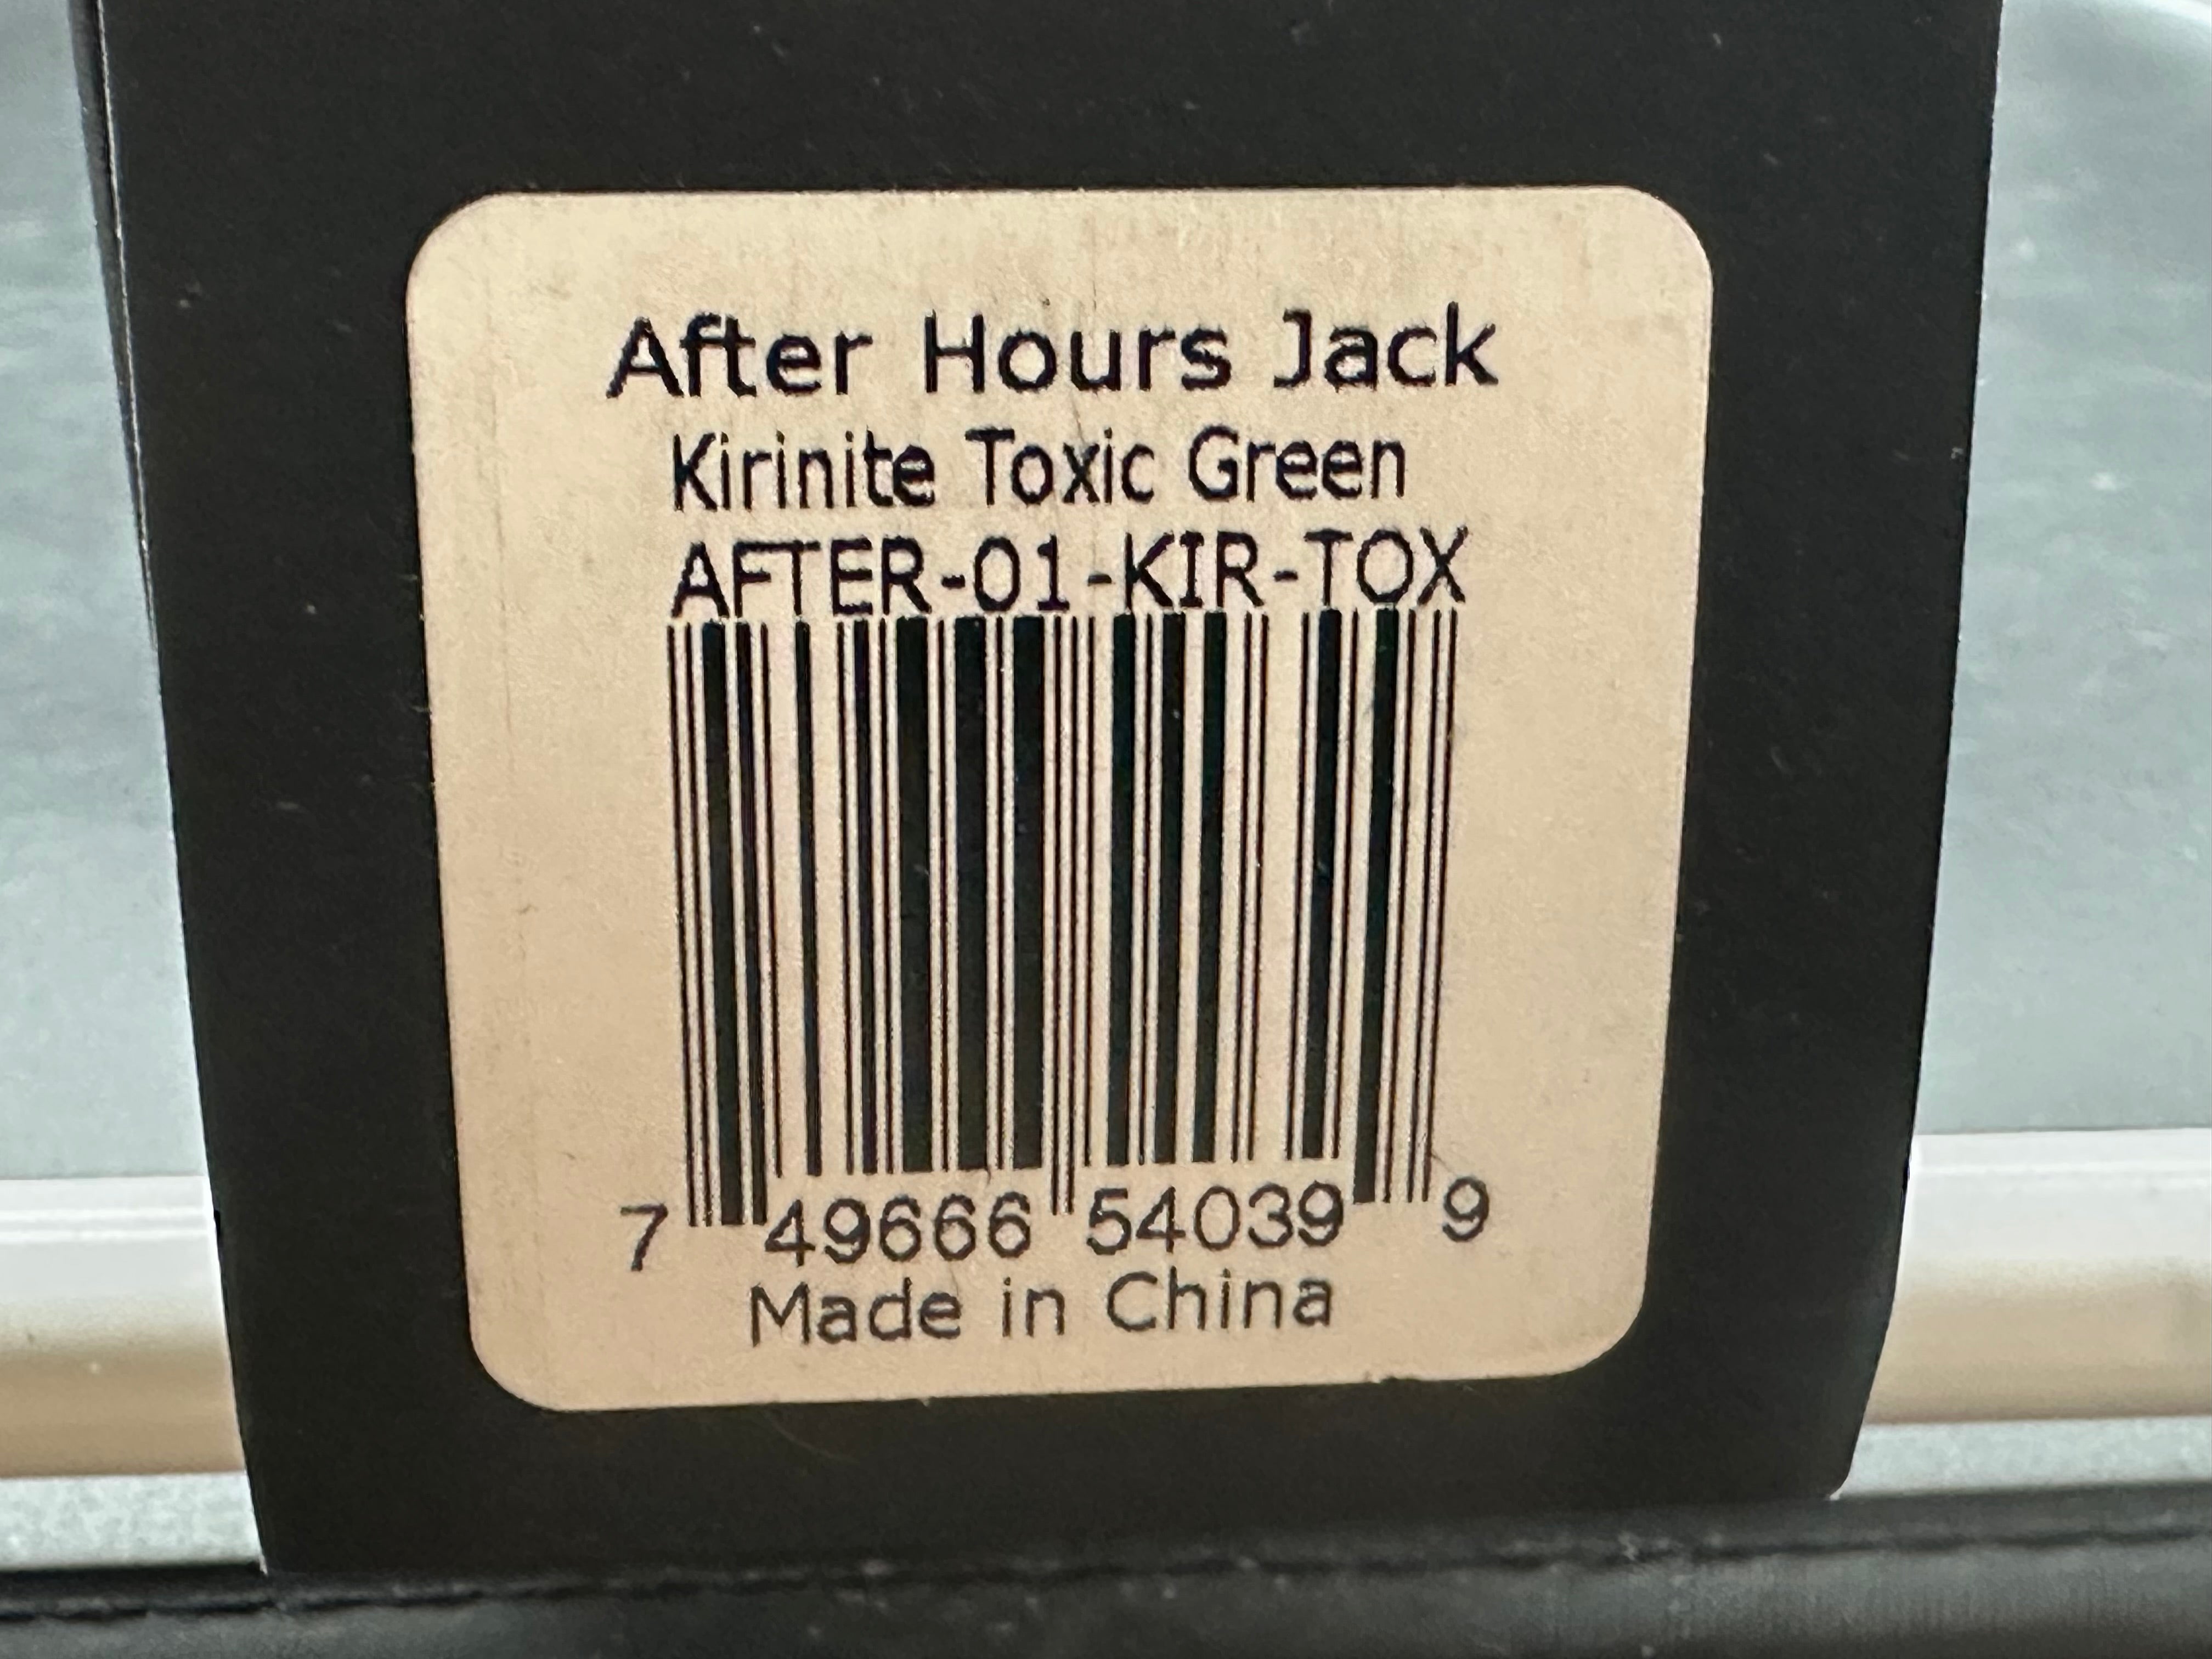 After Hours Jack
Kirinite Toxic Green
AFTER-01-KIR-TOX
7 49666 54039 9
Made in China